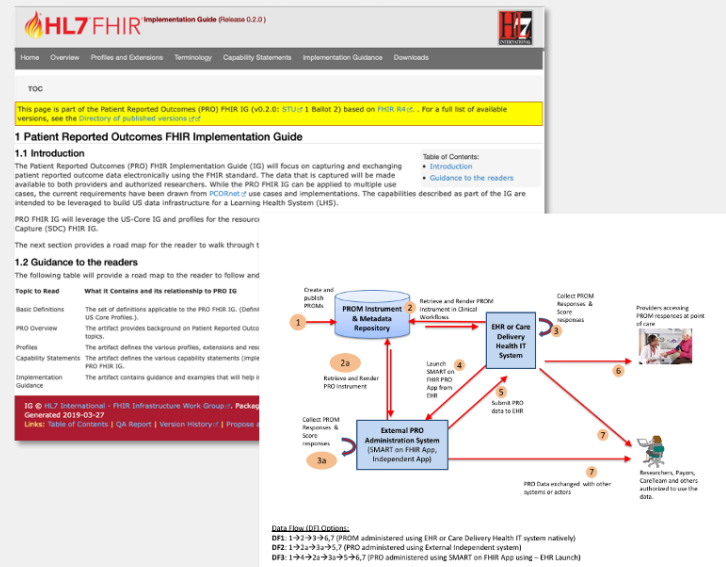 HL7 FHIR Implementation Guide (Release 0.2.0 )
HL7
INTERNATIONAL
Home Overview Profiles and Extensions Terminology Capability Statements Implementation Guidance Downloads
TOC
This page is part of the Patient Reported Outcomes (PRO) FHIR IG (v0.2.0: STU 1 Ballot 2) based on FHIR R4 . . For a full list of available
versions, see the Directory of published versions
1 Patient Reported Outcomes FHIR Implementation Guide
1.1 Introduction
The Patient Reported Outcomes (PRO) FHIR Implementation Guide (IG) will focus on capturing and exchanging
patient reported outcome data electronically using the FHIR standard. The data that is captured will be made
available to both providers and authorized researchers. While the PRO FHIR IG can be applied to multiple use
cases, the current requirements have been drawn from PCORnet use cases and implementations. The capabilities described as part of the IG are
intended to be leveraged to build US data infrastructure for a Learning Health System (LHS).
Table of Contents:
• Introduction
• Guidance to the readers
PRO FHIR IG will leverage the US-Core IG and profiles for the resourc
Capture (SDC) FHIR IG.
The next section provides a road map for the reader to walk through t
1.2 Guidance to the readers
The following table will provide a road map to the reader to follow and
Topic to Read What it Contains and its relationship to PRO IG
Basic Definitions The set of definitions applicable to the PRO FHIR IG. (Defini
US Core Profiles.).
PRO Overview The artifact provides background on Patient Reported Outco
topics.
Profiles The artifact defines the various profiles, extensions and reso
Capability Statements The artifact defines the various capability statements (imple
PRO FHIR IG.
Implementation The artifact contains guidance and examples that will help i
Guidance
IG © HL7 International - FHIR Infrastructure Work Group . Packag
Generated 2019-03-27
Links: Table of Contents | QA Report | Version History | Propose a
Create and
publish
PROMs
1
PROM Instrument
& Metadata
Repository
2
Retrieve and Render PROM
Instrument in Clinical
Workflows
EHR or Care
Delivery
Health IT
System
Collect PROM
Responses &
Score
responses
3
Providers accessing
PROM responses at point
of care
6
2a
Retrieve and Render
PRO Instrument
Launch
SMART on
FHIR PRO
App from
EHR
4
5
Submit PRO
data to EHR
Collect PROM
Responses &
Score
responses
3a
External PRO
Administration System
(SMART on FHIR App,
Independent App)
7
7
PRO Data exchanged with other
systems or actors
Researchers, Payors,
CareTeam and others
authorized to use the
data.
Data Flow (DF) Options:
DF1: 1→2→3→6,7 (PROM administered using EHR or Care Delivery Health IT system natively)
DF2: 1→2a→3a→5,7 (PRO administered using External Independent system)
DF3: 1→4→2a→3a→5→6,7 (PRO administered using SMART on FHIR App using – EHR Launch)